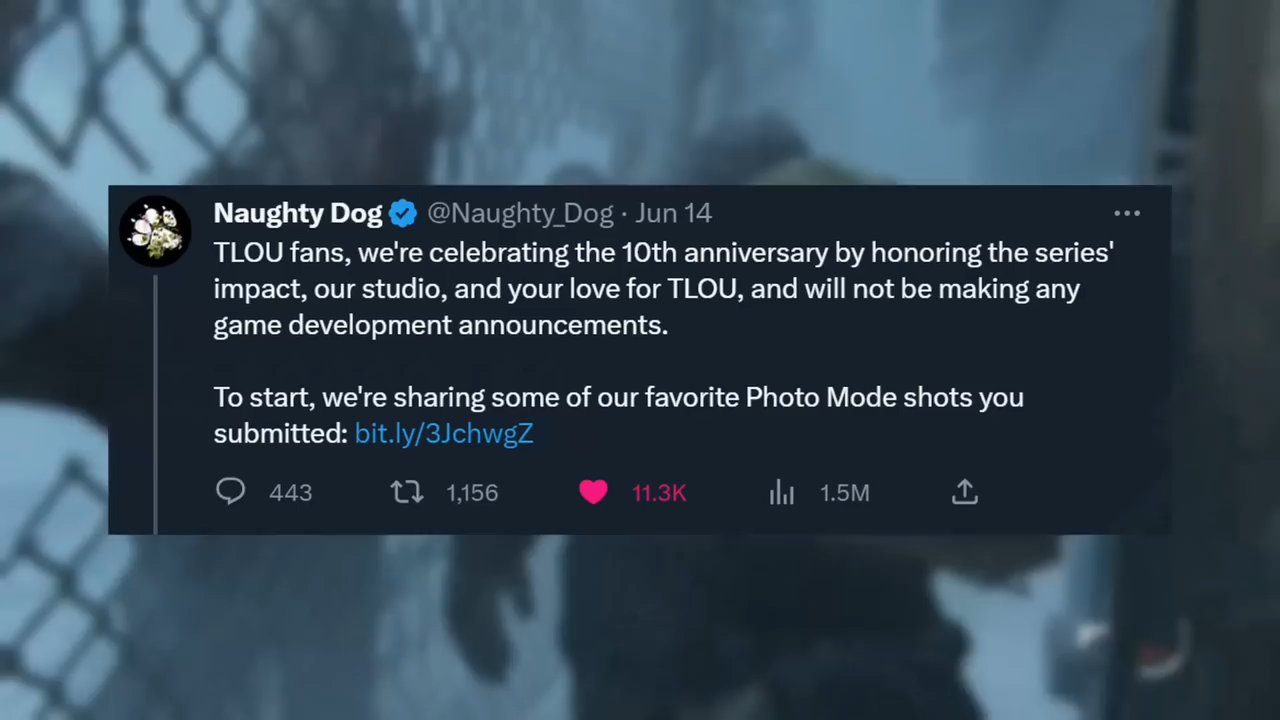 Naughty Dog @Naughty_Dog · Jun 14
TLOU fans, we're celebrating the 10th anniversary by honoring the series'
impact, our studio, and your love for TLOU, and will not be making any
game development announcements.
To start, we're sharing some of our favorite Photo Mode shots you
submitted: bit.ly/3JchwgZ
443 1,156 11.3K 1.5M